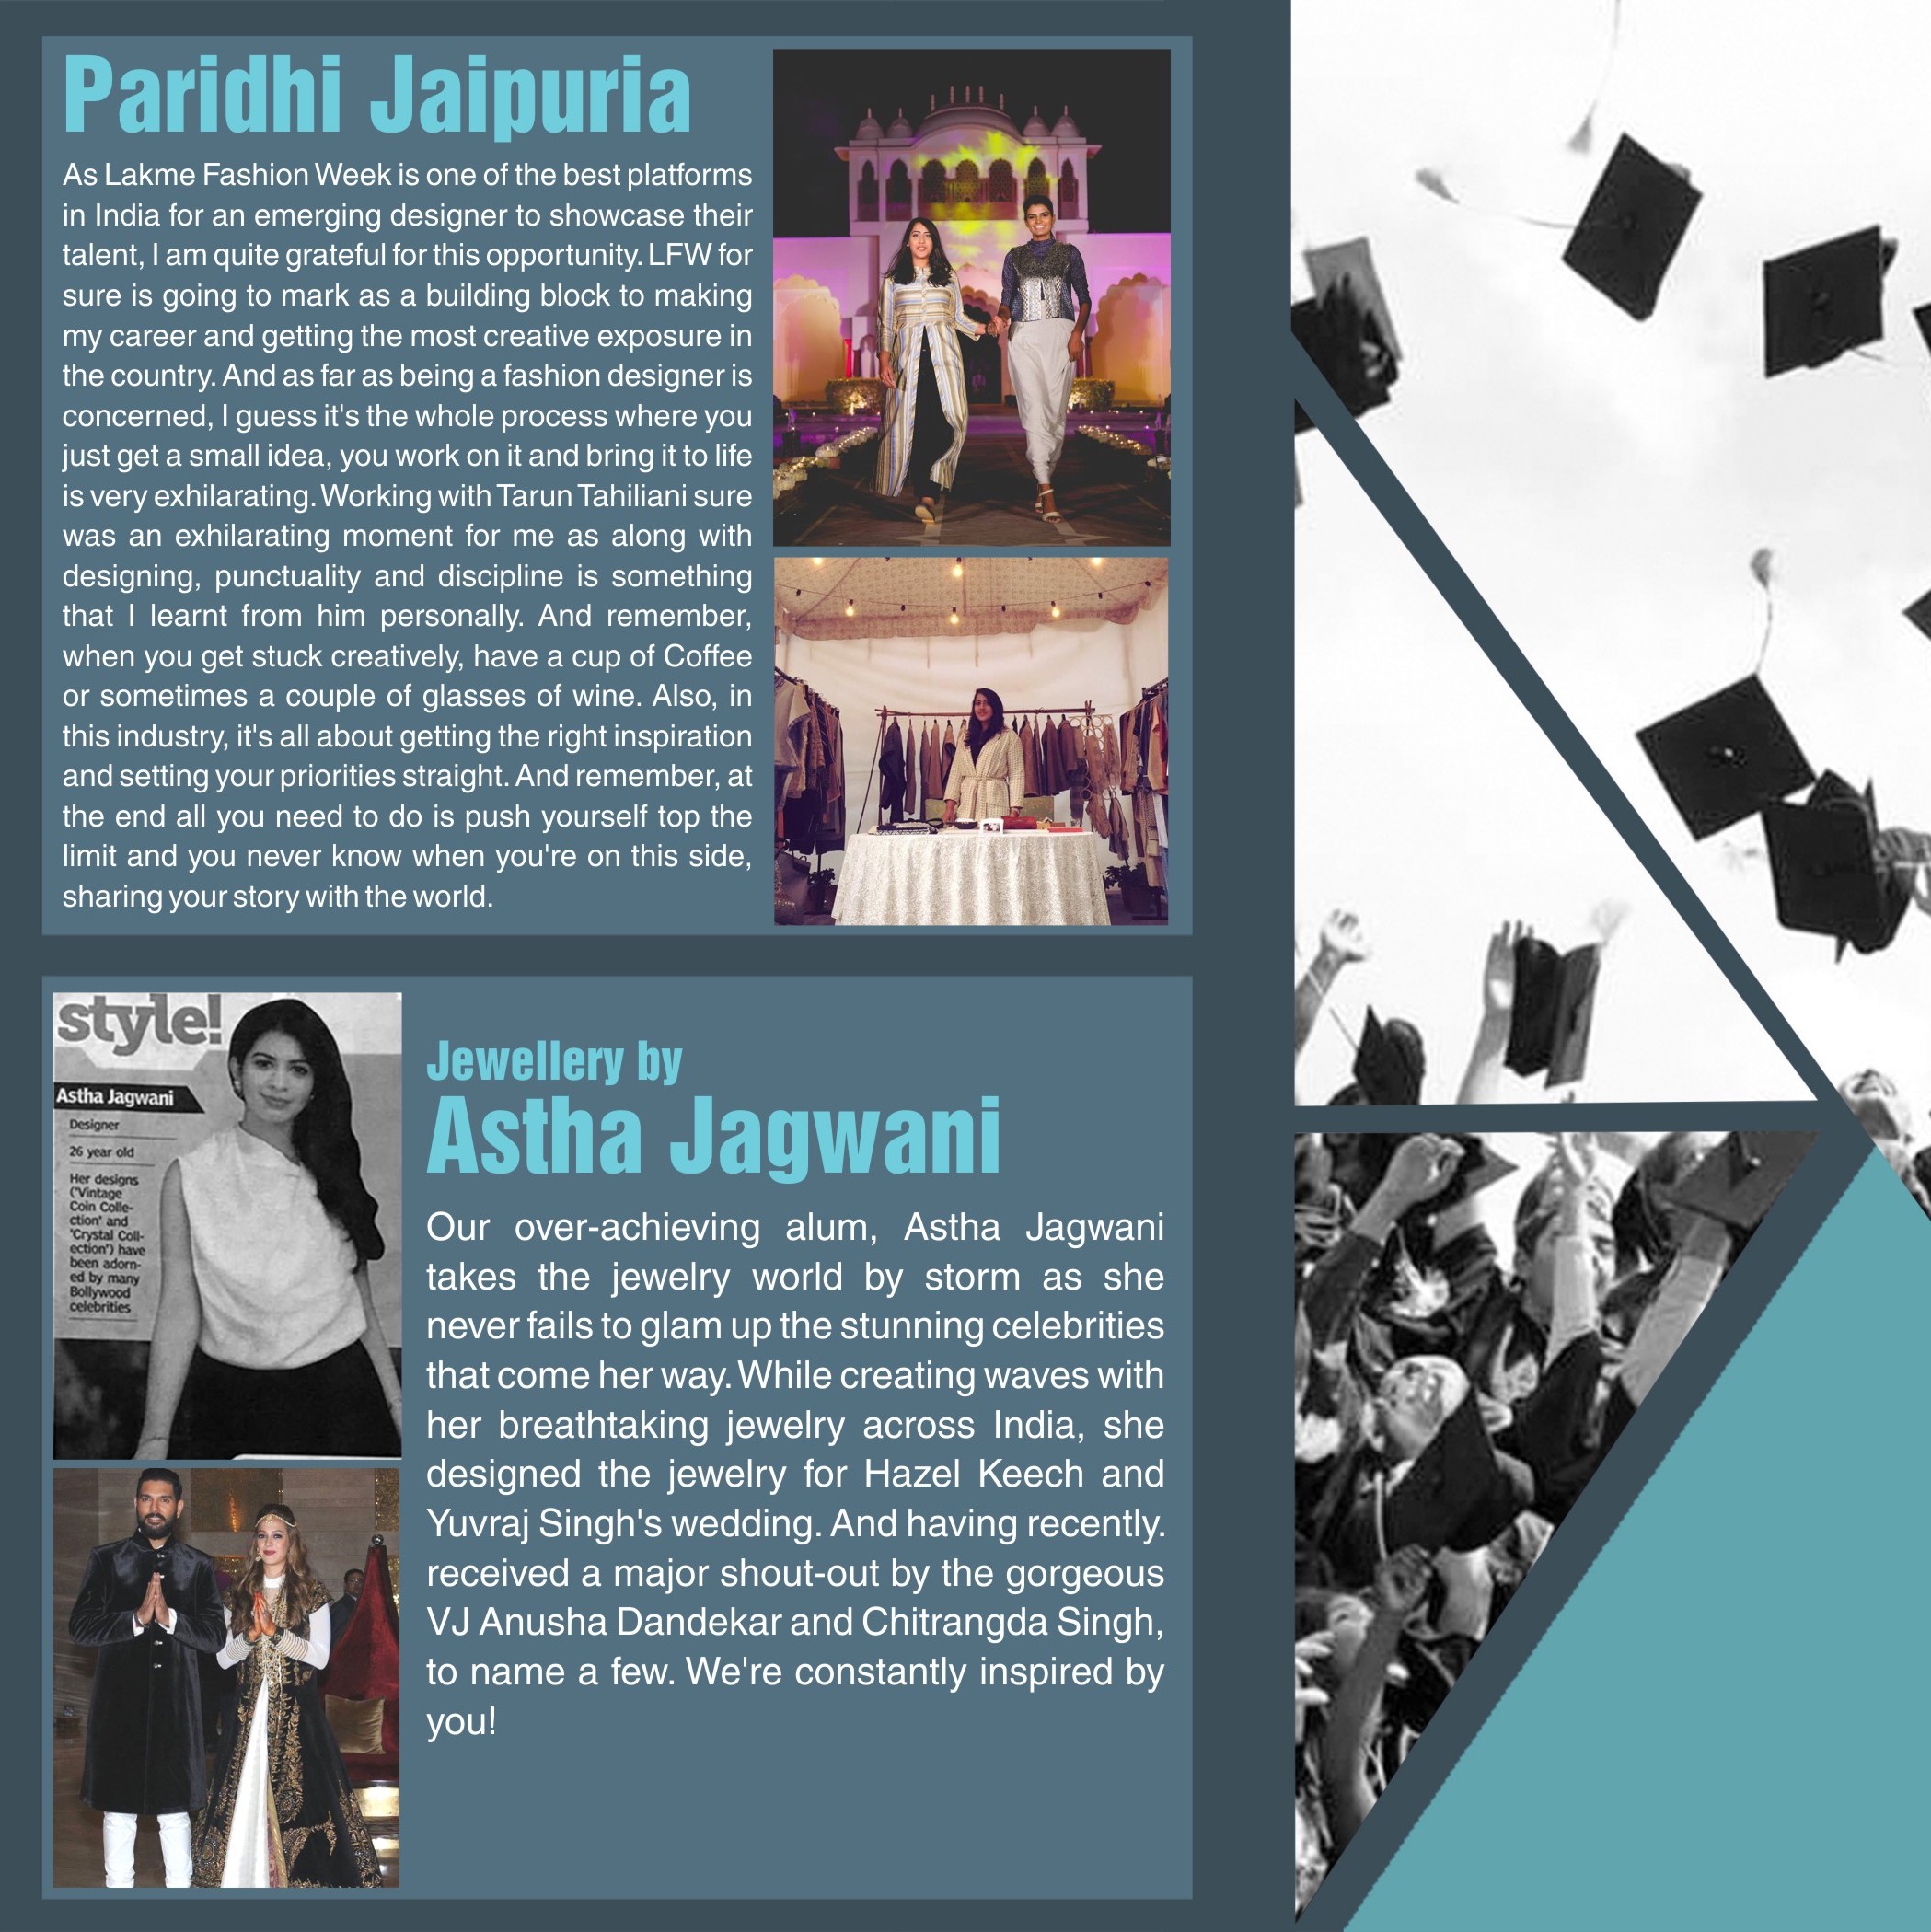 Paridhi Jaipuria
As Lakme Fashion Week is one of the best platforms
in India for an emerging designer to showcase their
talent, I am quite grateful for this opportunity. LFW for
sure is going to mark as a building block to making
my career and getting the most creative exposure in
the country. And as far as being a fashion designer is
concerned, I guess it's the whole process where you
just get a small idea, you work on it and bring it to life
is very exhilarating. Working with Tarun Tahiliani sure
was an exhilarating moment for me as along with
designing, punctuality and discipline is something
that I learnt from him personally. And remember,
when you get stuck creatively, have a cup of Coffee
or sometimes a couple of glasses of wine. Also, in
this industry, it's all about getting the right inspiration
and setting your priorities straight. And remember, at
the end all you need to do is push yourself top the
limit and you never know when you're on this side,
sharing your story with the world.
style!
Astha Jagwani
Designer
26 year old
Her designs
('Vintage
Coin Colle-
ction' and
'Crystal Coll-
ection') have
been adorn-
ed by many
Bollywood
celebrities
Jewellery by
Astha Jagwani
Our over-achieving alum, Astha Jagwani
takes the jewelry world by storm as she
never fails to glam up the stunning celebrities
that come her way. While creating waves with
her breathtaking jewelry across India, she
designed the jewelry for Hazel Keech and
Yuvraj Singh's wedding. And having recently.
received a major shout-out by the gorgeous
VJ Anusha Dandekar and Chitrangda Singh,
to name a few. We're constantly inspired by
you!